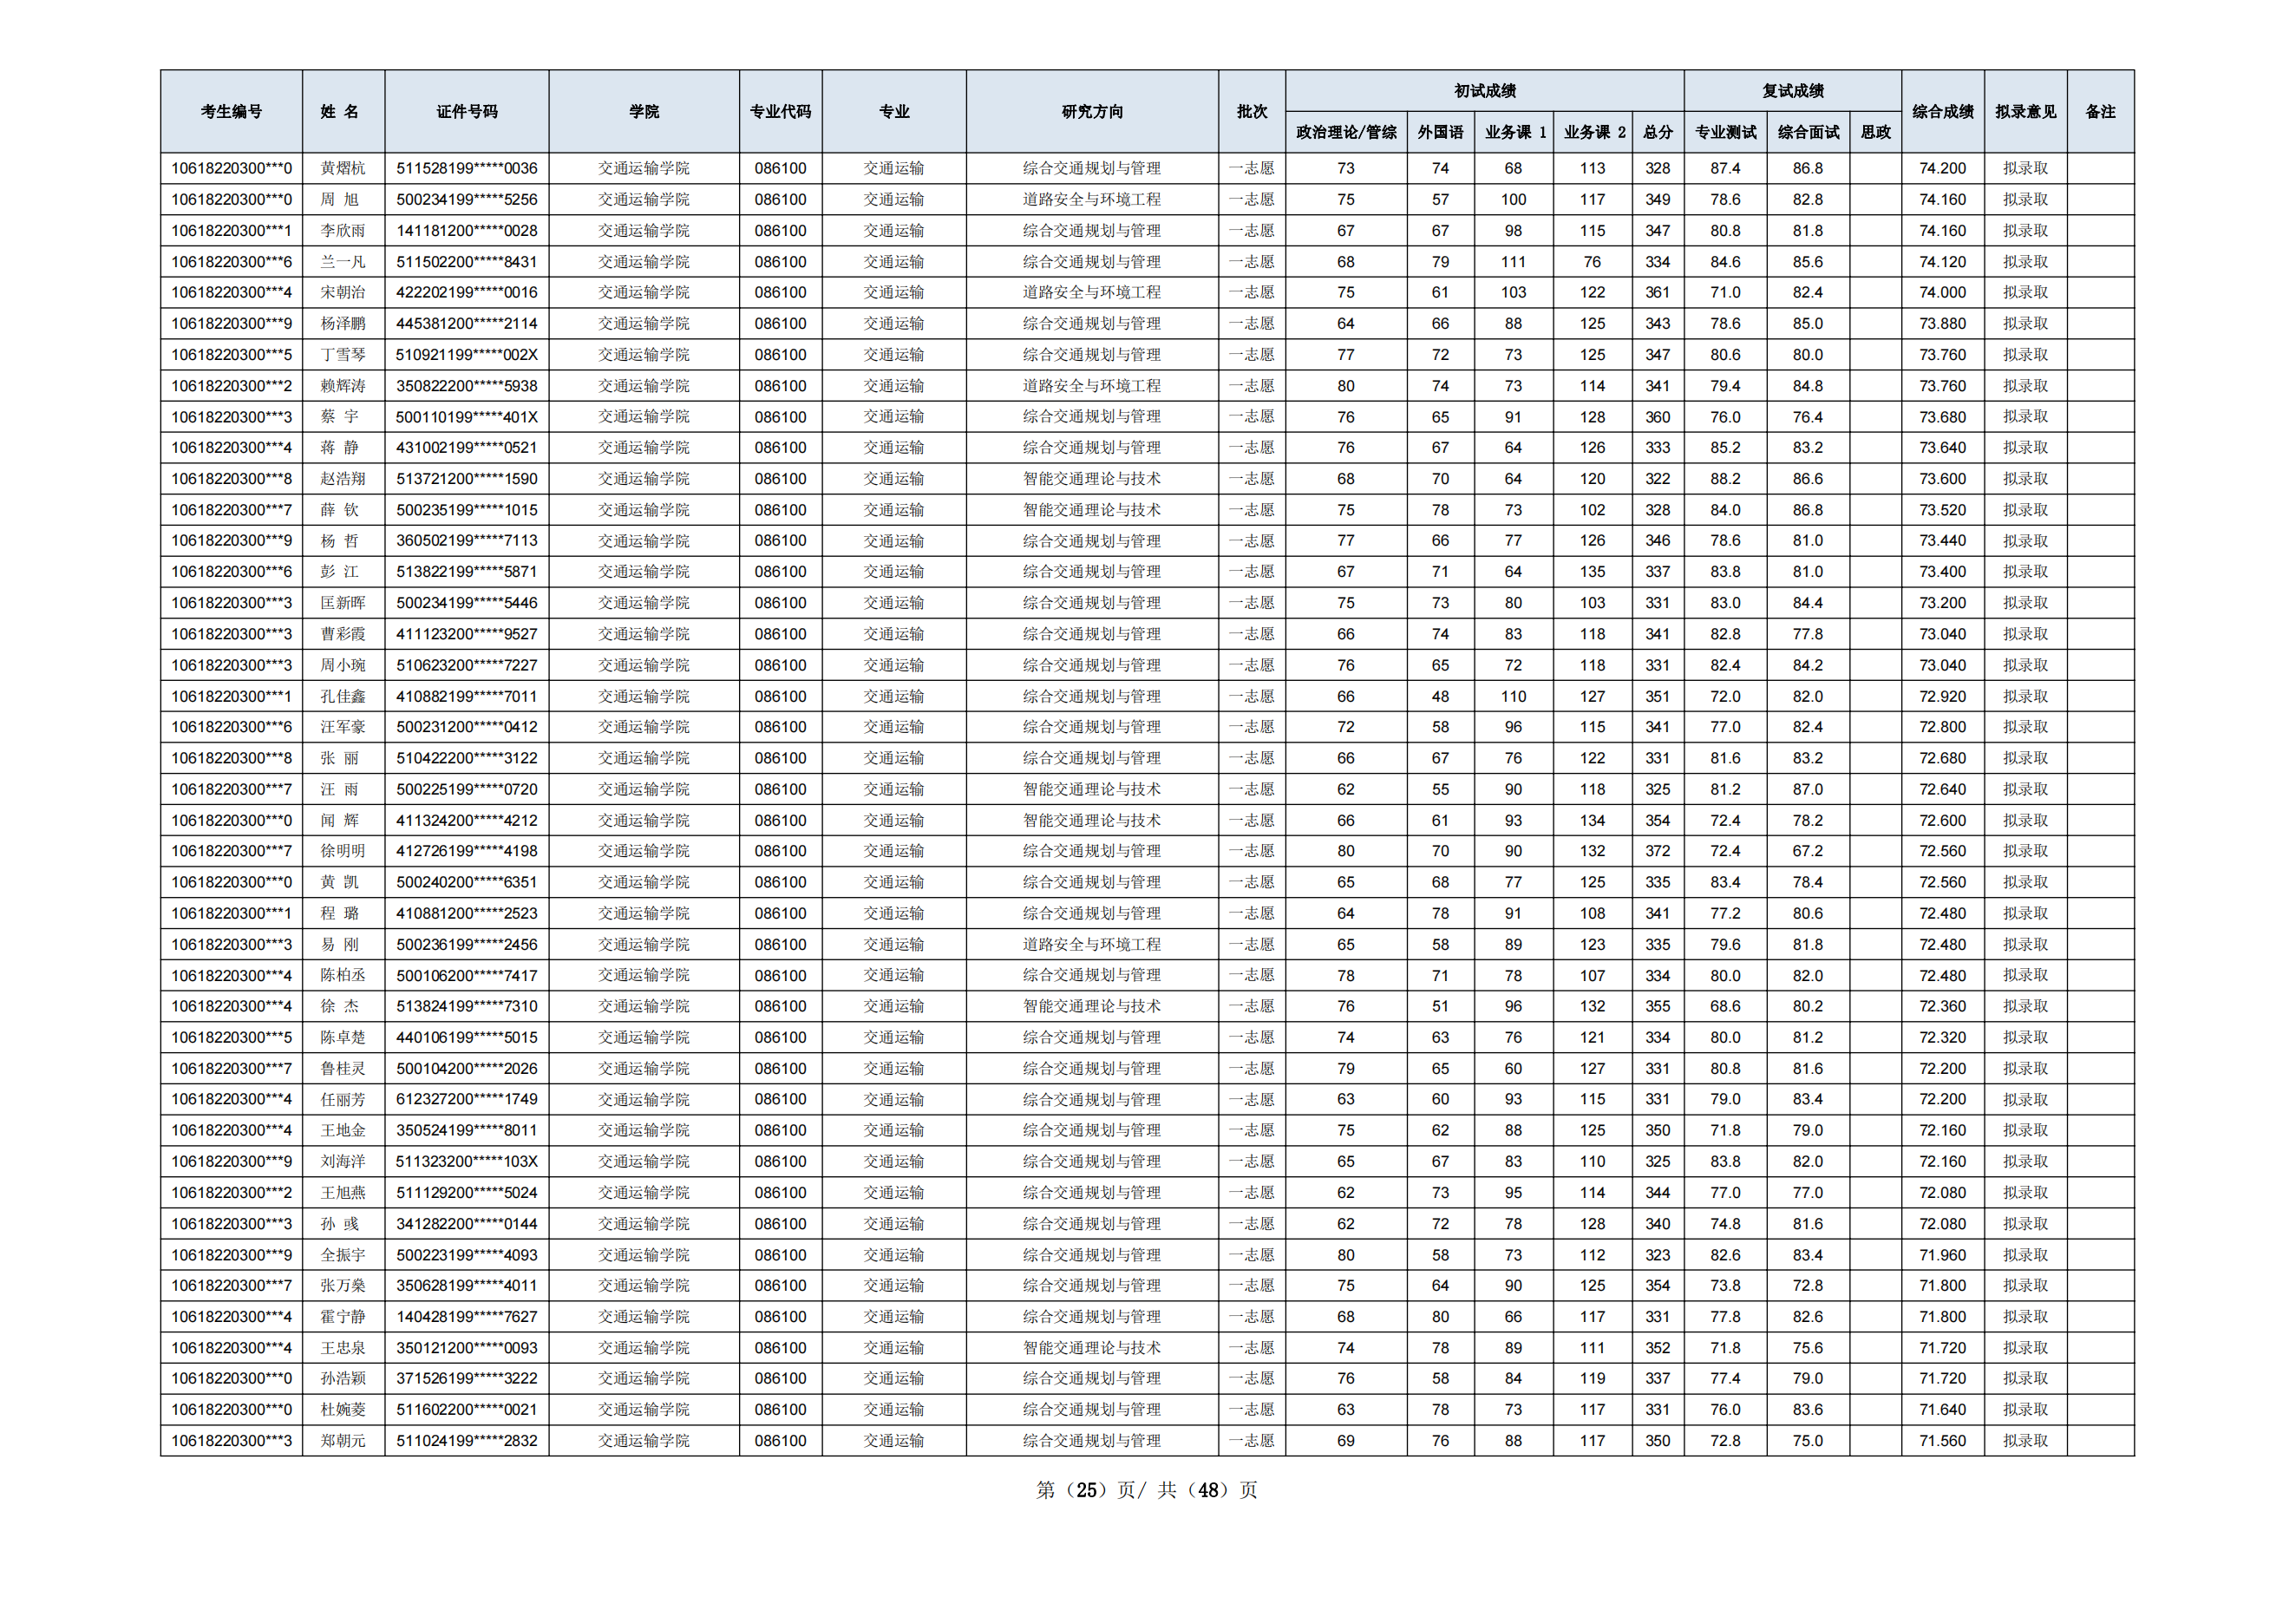 考生编号 姓 名 证件号码 学院 专业代码 专业 研究方向 批次 初试成绩 复试成绩 综合成绩 拟录意见 备注
政治理论/管综 外国语 业务课 1 业务课 2 总分 专业测试 综合面试 思政
10618220300***0 黄熠杭 511528199*****0036 交通运输学院 086100 交通运输 综合交通规划与管理 一志愿 73 74 68 113 328 87.4 86.8 74.200 拟录取
10618220300***0 周 旭 500234199*****5256 交通运输学院 086100 交通运输 道路安全与环境工程 一志愿 75 57 100 117 349 78.6 82.8 74.160 拟录取
10618220300***1 李欣雨 141181200*****0028 交通运输学院 086100 交通运输 综合交通规划与管理 一志愿 67 67 98 115 347 80.8 81.8 74.160 拟录取
10618220300***6 兰一凡 511502200*****8431 交通运输学院 086100 交通运输 综合交通规划与管理 一志愿 68 79 111 76 334 84.6 85.6 74.120 拟录取
10618220300***4 宋朝治 422202199*****0016 交通运输学院 086100 交通运输 道路安全与环境工程 一志愿 75 61 103 122 361 71.0 82.4 74.000 拟录取
10618220300***9 杨泽鹏 445381200*****2114 交通运输学院 086100 交通运输 综合交通规划与管理 一志愿 64 66 88 125 343 78.6 85.0 73.880 拟录取
10618220300***5 丁雪琴 510921199*****002X 交通运输学院 086100 交通运输 综合交通规划与管理 一志愿 77 72 73 125 347 80.6 80.0 73.760 拟录取
10618220300***2 赖辉涛 350822200*****5938 交通运输学院 086100 交通运输 道路安全与环境工程 一志愿 80 74 73 114 341 79.4 84.8 73.760 拟录取
10618220300***3 蔡 宇 500110199*****401X 交通运输学院 086100 交通运输 综合交通规划与管理 一志愿 76 65 91 128 360 76.0 76.4 73.680 拟录取
10618220300***4 蒋 静 431002199*****0521 交通运输学院 086100 交通运输 综合交通规划与管理 一志愿 76 67 64 126 333 85.2 83.2 73.640 拟录取
10618220300***8 赵浩翔 513721200*****1590 交通运输学院 086100 交通运输 智能交通理论与技术 一志愿 68 70 64 120 322 88.2 86.6 73.600 拟录取
10618220300***7 薛 钦 500235199*****1015 交通运输学院 086100 交通运输 智能交通理论与技术 一志愿 75 78 73 102 328 84.0 86.8 73.520 拟录取
10618220300***9 杨 哲 360502199*****7113 交通运输学院 086100 交通运输 综合交通规划与管理 一志愿 77 66 77 126 346 78.6 81.0 73.440 拟录取
10618220300***6 彭 江 513822199*****5871 交通运输学院 086100 交通运输 综合交通规划与管理 一志愿 67 71 64 135 337 83.8 81.0 73.400 拟录取
10618220300***3 匡新晖 500234199*****5446 交通运输学院 086100 交通运输 综合交通规划与管理 一志愿 75 73 80 103 331 83.0 84.4 73.200 拟录取
10618220300***3 曹彩霞 411123200*****9527 交通运输学院 086100 交通运输 综合交通规划与管理 一志愿 66 74 83 118 341 82.8 77.8 73.040 拟录取
10618220300***3 周小琬 510623200*****7227 交通运输学院 086100 交通运输 综合交通规划与管理 一志愿 76 65 72 118 331 82.4 84.2 73.040 拟录取
10618220300***1 孔佳鑫 410882199*****7011 交通运输学院 086100 交通运输 综合交通规划与管理 一志愿 66 48 110 127 351 72.0 82.0 72.920 拟录取
10618220300***6 汪军豪 500231200*****0412 交通运输学院 086100 交通运输 综合交通规划与管理 一志愿 72 58 96 115 341 77.0 82.4 72.800 拟录取
10618220300***8 张 丽 510422200*****3122 交通运输学院 086100 交通运输 综合交通规划与管理 一志愿 66 67 76 122 331 81.6 83.2 72.680 拟录取
10618220300***7 汪 雨 500225199*****0720 交通运输学院 086100 交通运输 智能交通理论与技术 一志愿 62 55 90 118 325 81.2 87.0 72.640 拟录取
10618220300***0 闻 辉 411324200*****4212 交通运输学院 086100 交通运输 智能交通理论与技术 一志愿 66 61 93 134 354 72.4 78.2 72.600 拟录取
10618220300***7 徐明明 412726199*****4198 交通运输学院 086100 交通运输 综合交通规划与管理 一志愿 80 70 90 132 372 72.4 67.2 72.560 拟录取
10618220300***0 黄 凯 500240200*****6351 交通运输学院 086100 交通运输 综合交通规划与管理 一志愿 65 68 77 125 335 83.4 78.4 72.560 拟录取
10618220300***1 程 璐 410881200*****2523 交通运输学院 086100 交通运输 综合交通规划与管理 一志愿 64 78 91 108 341 77.2 80.6 72.480 拟录取
10618220300***3 易 刚 500236199*****2456 交通运输学院 086100 交通运输 道路安全与环境工程 一志愿 65 58 89 123 335 79.6 81.8 72.480 拟录取
10618220300***4 陈柏丞 500106200*****7417 交通运输学院 086100 交通运输 综合交通规划与管理 一志愿 78 71 78 107 334 80.0 82.0 72.480 拟录取
10618220300***4 徐 杰 513824199*****7310 交通运输学院 086100 交通运输 智能交通理论与技术 一志愿 76 51 96 132 355 68.6 80.2 72.360 拟录取
10618220300***5 陈卓楚 440106199*****5015 交通运输学院 086100 交通运输 综合交通规划与管理 一志愿 74 63 76 121 334 80.0 81.2 72.320 拟录取
10618220300***7 鲁桂灵 500104200*****2026 交通运输学院 086100 交通运输 综合交通规划与管理 一志愿 79 65 60 127 331 80.8 81.6 72.200 拟录取
10618220300***4 任丽芳 612327200*****1749 交通运输学院 086100 交通运输 综合交通规划与管理 一志愿 63 60 93 115 331 79.0 83.4 72.200 拟录取
10618220300***4 王地金 350524199*****8011 交通运输学院 086100 交通运输 综合交通规划与管理 一志愿 75 62 88 125 350 71.8 79.0 72.160 拟录取
10618220300***9 刘海洋 511323200*****103X 交通运输学院 086100 交通运输 综合交通规划与管理 一志愿 65 67 83 110 325 83.8 82.0 72.160 拟录取
10618220300***2 王旭燕 511129200*****5024 交通运输学院 086100 交通运输 综合交通规划与管理 一志愿 62 73 95 114 344 77.0 77.0 72.080 拟录取
10618220300***3 孙 彧 341282200*****0144 交通运输学院 086100 交通运输 综合交通规划与管理 一志愿 62 72 78 128 340 74.8 81.6 72.080 拟录取
10618220300***9 全振宇 500223199*****4093 交通运输学院 086100 交通运输 综合交通规划与管理 一志愿 80 58 73 112 323 82.6 83.4 71.960 拟录取
10618220300***7 张万燊 350628199*****4011 交通运输学院 086100 交通运输 综合交通规划与管理 一志愿 75 64 90 125 354 73.8 72.8 71.800 拟录取
10618220300***4 霍宁静 140428199*****7627 交通运输学院 086100 交通运输 综合交通规划与管理 一志愿 68 80 66 117 331 77.8 82.6 71.800 拟录取
10618220300***4 王忠泉 350121200*****0093 交通运输学院 086100 交通运输 智能交通理论与技术 一志愿 74 78 89 111 352 71.8 75.6 71.720 拟录取
10618220300***0 孙浩颖 371526199*****3222 交通运输学院 086100 交通运输 综合交通规划与管理 一志愿 76 58 84 119 337 77.4 79.0 71.720 拟录取
10618220300***0 杜婉菱 511602200*****0021 交通运输学院 086100 交通运输 综合交通规划与管理 一志愿 63 78 73 117 331 76.0 83.6 71.640 拟录取
10618220300***3 郑朝元 511024199*****2832 交通运输学院 086100 交通运输 综合交通规划与管理 一志愿 69 76 88 117 350 72.8 75.0 71.560 拟录取
第（25）页/ 共（48）页